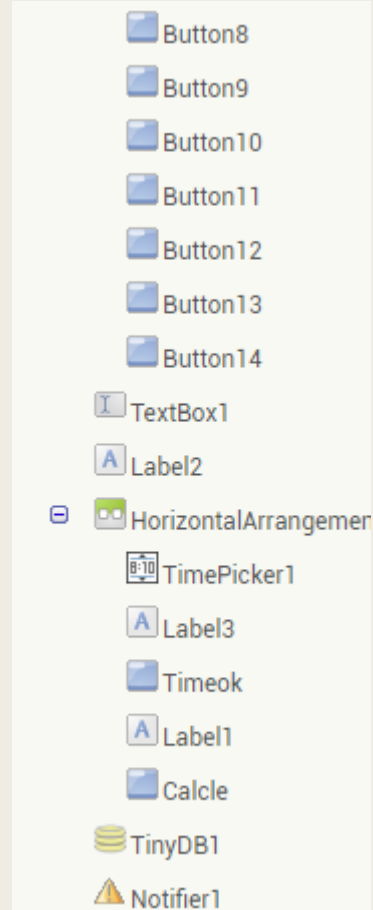 Button8
Button9
Button10
Button11
Button12
Button13
Button14
TextBox1
Label2
HorizontalArrangemen
TimePicker1
Label3
Timeok
Label1
Calcle
TinyDB1
Notifier1